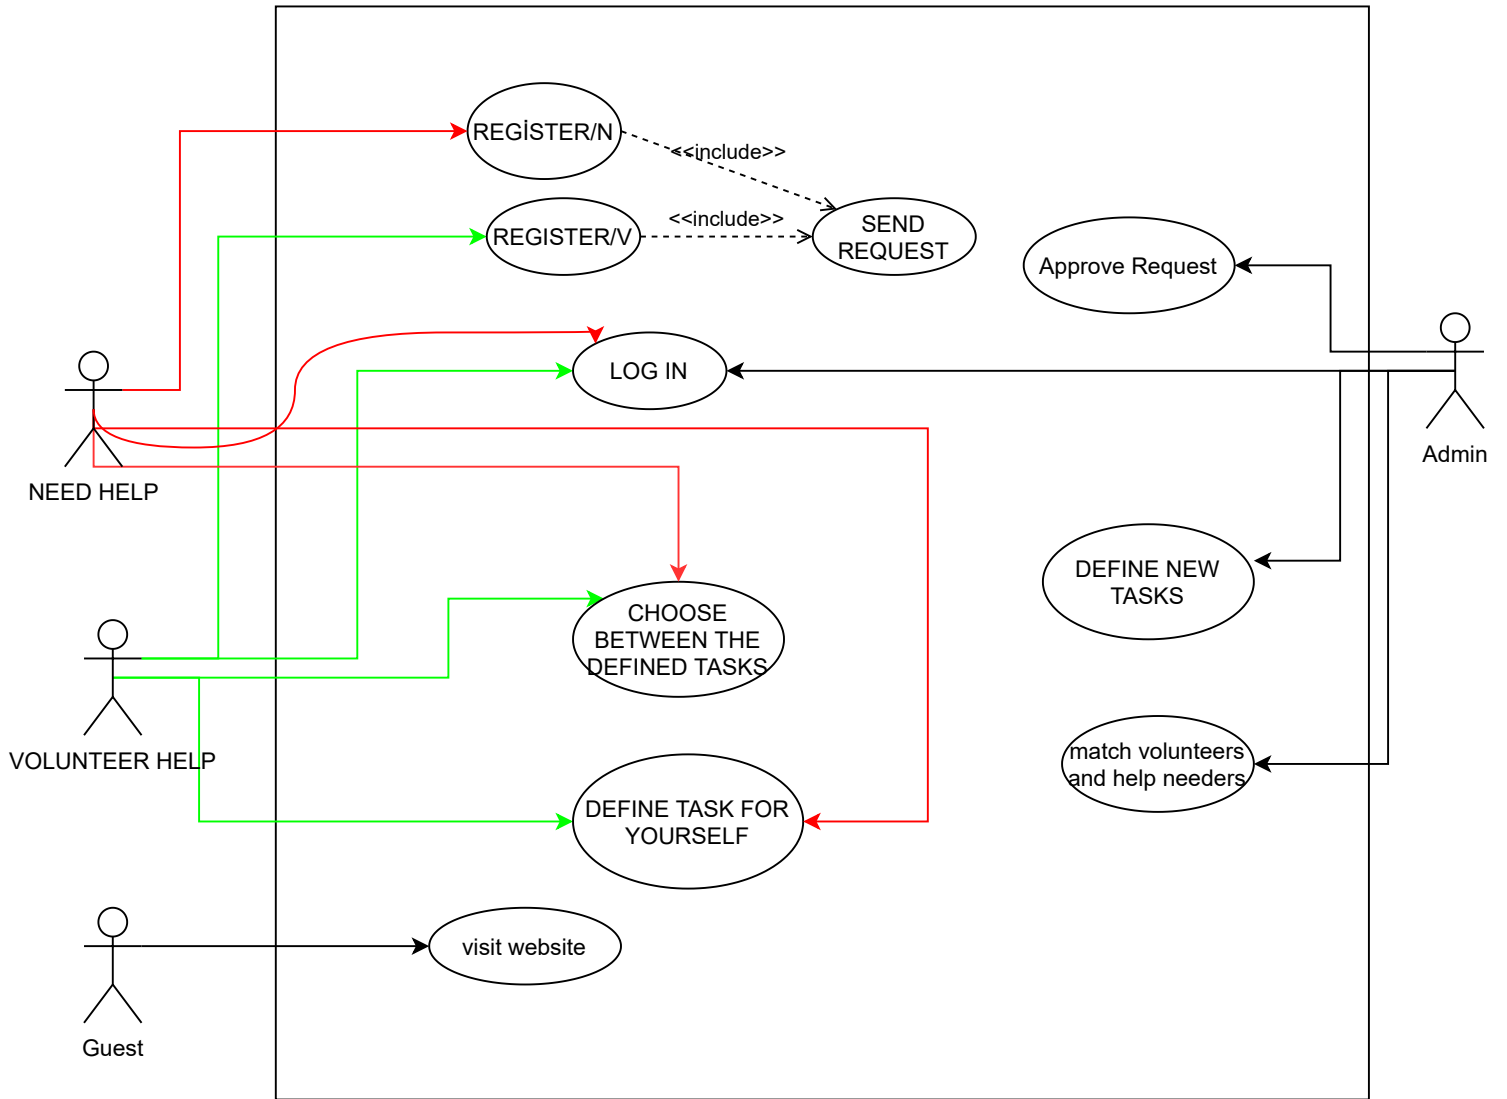 REGİSTER/N
<<include>>
REGISTER/V
<<include>>
SEND
REQUEST
Approve Request
LOG IN
Admin
NEED HELP
DEFINE NEW
TASKS
CHOOSE
BETWEEN THE
DEFINED TASKS
VOLUNTEER HELP
match volunteers
and help needers
DEFINE TASK FOR
YOURSELF
visit website
Guest